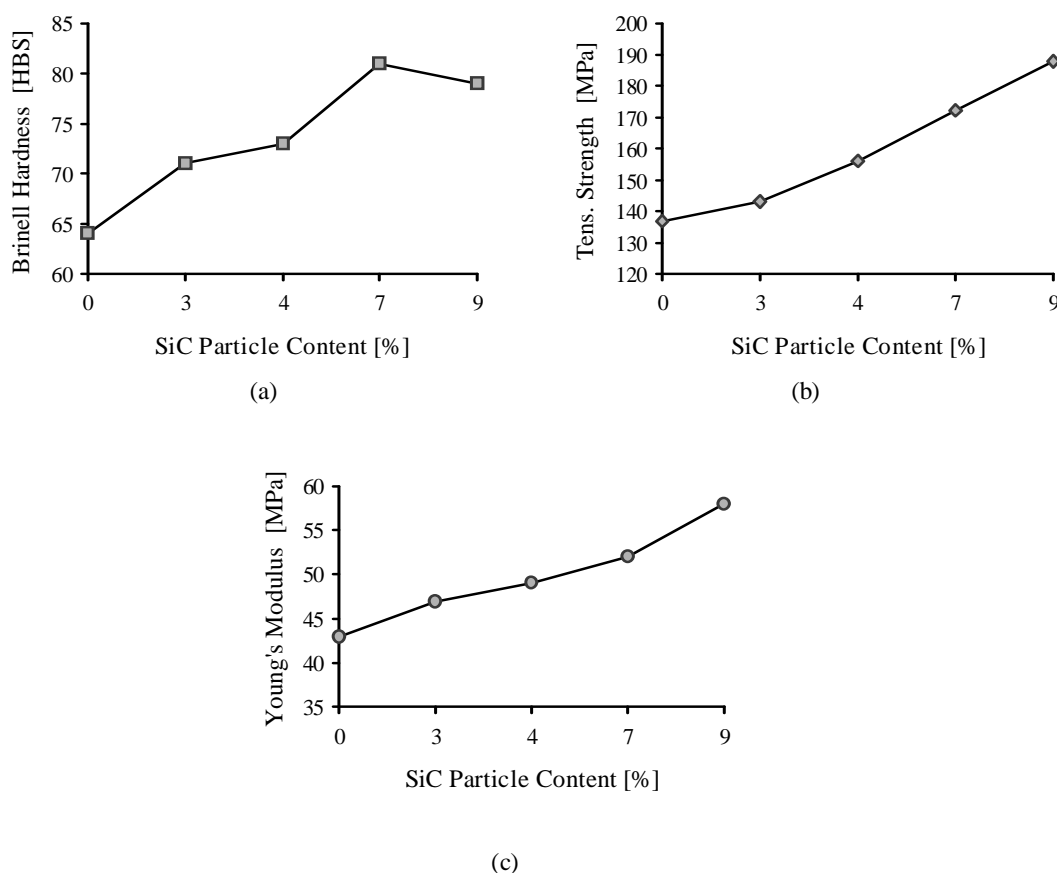 Brinell Hardness [HBS]
85
80
75
70
65
60
0 3 4 7 9
SiC Particle Content [%]
(a)
Tens. Strength [MPa]
200
190
180
170
160
150
140
130
120
0 3 4 7 9
SiC Particle Content [%]
(b)
Young's Modulus [MPa]
60
55
50
45
40
35
0 3 4 7 9
SiC Particle Content [%]
(c)